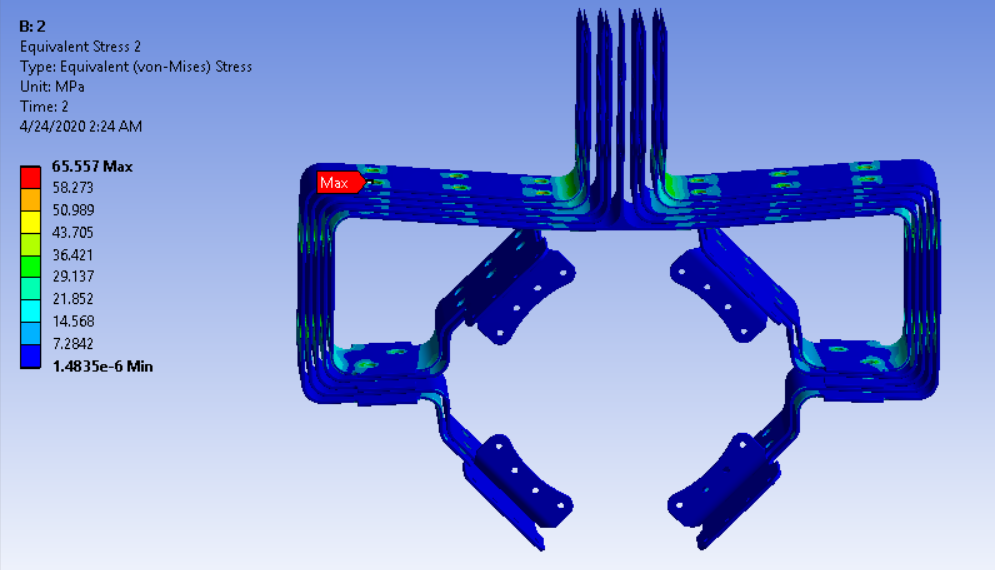 B: 2
Equivalent Stress 2
Type: Equivalent (von-Mises) Stress
Unit: MPa
Time: 2
4/24/2020 2:24 AM
65.557 Max
58.273
50.989
43.705
36.421
29.137
21.852
14.568
7.2842
1.4835e-6 Min
Max